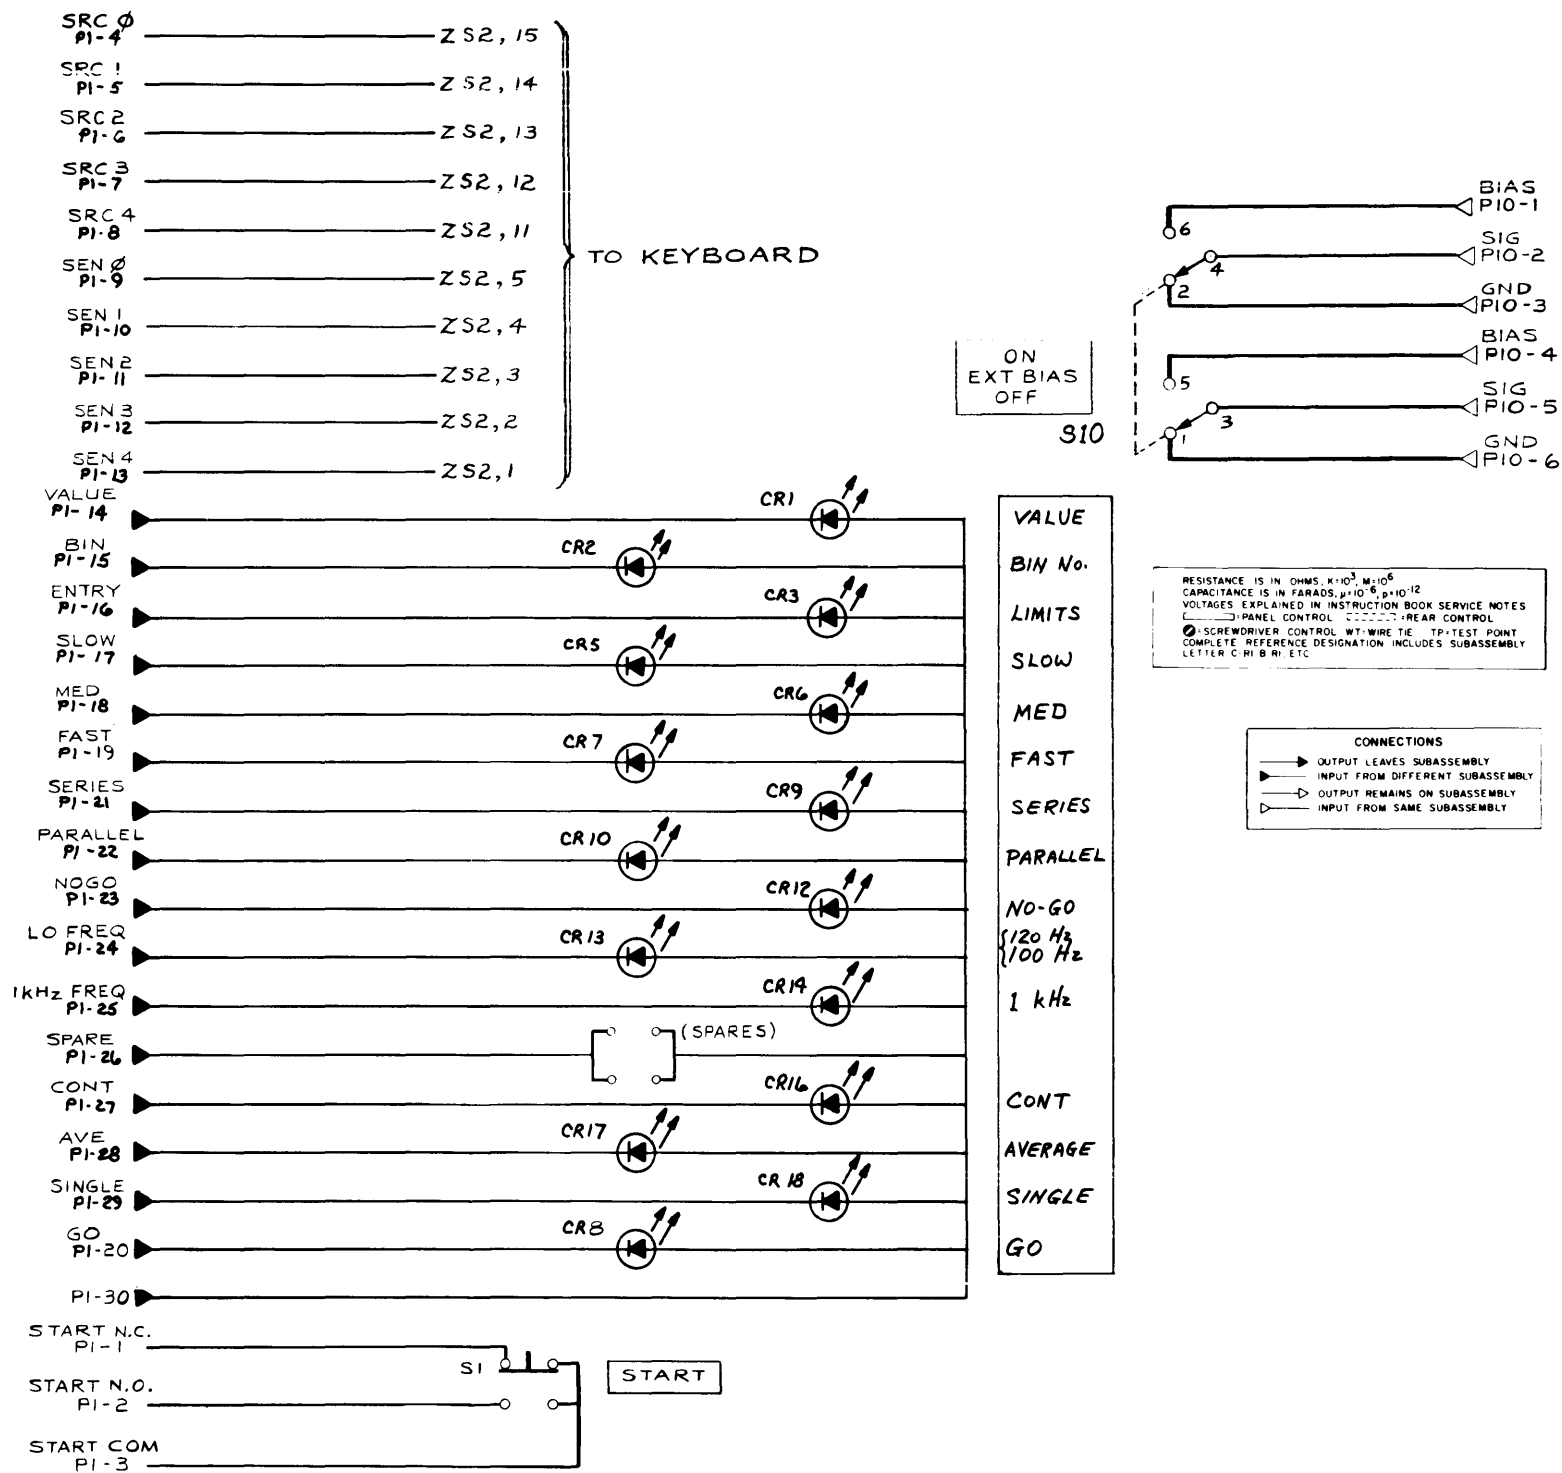 SRC Ø
P1-4
ZS2, 15
SRC 1
P1-5
ZS2, 14
SRC 2
P1-6
ZS2, 13
SRC 3
P1-7
ZS2, 12
SRC 4
P1-8
ZS2, 11
SEN Ø
P1-9
ZS2, 5
SEN 1
P1-10
ZS2, 4
SEN 2
P1-11
ZS2, 3
SEN 3
P1-12
ZS2, 2
SEN 4
P1-13
ZS2, 1
TO KEYBOARD
BIAS
P10-1
6
SIG
P10-2
4
2
GND
P10-3
BIAS
P10-4
5
SIG
P10-5
3
1
GND
P10-6
ON
EXT BIAS
OFF
S10
VALUE
P1-14
CR1
VALUE
BIN
P1-15
CR2
BIN No.
ENTRY
P1-16
CR3
LIMITS
SLOW
P1-17
CR5
SLOW
MED
P1-18
CR6
MED
FAST
P1-19
CR7
FAST
SERIES
P1-21
CR9
SERIES
PARALLEL
P1-22
CR10
PARALLEL
NOGO
P1-23
CR12
NO-GO
LO FREQ
P1-24
CR13
120 Hz
100 Hz
1kHz FREQ
P1-25
CR14
1 kHz
SPARE
P1-26
(SPARES)
CONT
P1-27
CR16
CONT
AVE
P1-28
CR17
AVERAGE
SINGLE
P1-29
CR18
SINGLE
GO
P1-20
CR8
GO
P1-30
START N.C.
P1-1
S1
START
START N.O.
P1-2
START COM
P1-3
RESISTANCE IS IN OHMS, K=10³, M=10⁶
CAPACITANCE IS IN FARADS, µ=10⁻⁶, p=10⁻¹²
VOLTAGES EXPLAINED IN INSTRUCTION BOOK SERVICE NOTES
=PANEL CONTROL =REAR CONTROL
=SCREWDRIVER CONTROL WT=WIRE TIE TP=TEST POINT
COMPLETE REFERENCE DESIGNATION INCLUDES SUBASSEMBLY
LETTER C-R1 B R1, ETC
CONNECTIONS
OUTPUT LEAVES SUBASSEMBLY
INPUT FROM DIFFERENT SUBASSEMBLY
OUTPUT REMAINS ON SUBASSEMBLY
INPUT FROM SAME SUBASSEMBLY